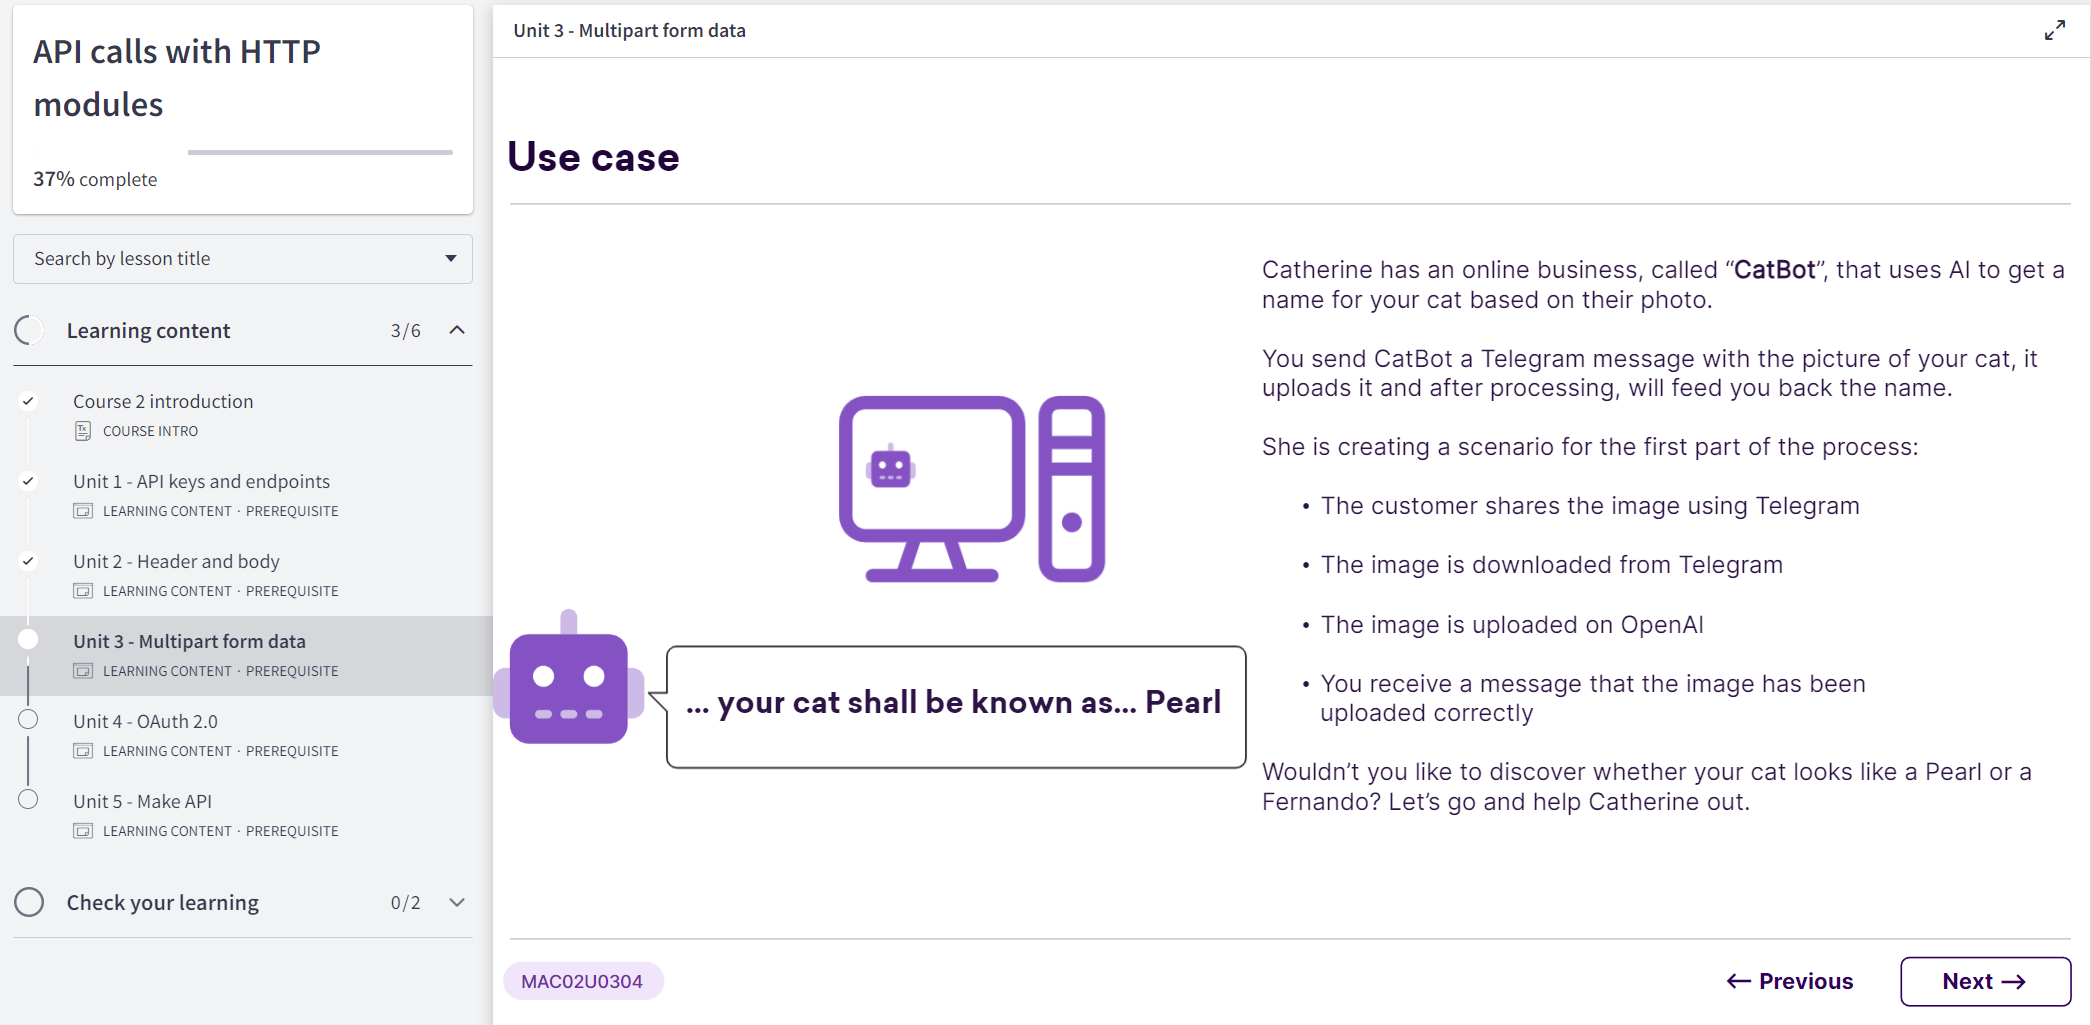 API calls with HTTP
modules
37% complete
Search by lesson title
Learning content 3/6
Course 2 introduction
Tx
COURSE INTRO
Unit 1 - API keys and endpoints
LEARNING CONTENT · PREREQUISITE
Unit 2 - Header and body
LEARNING CONTENT · PREREQUISITE
Unit 3 - Multipart form data
LEARNING CONTENT · PREREQUISITE
Unit 4 - OAuth 2.0
LEARNING CONTENT · PREREQUISITE
Unit 5 - Make API
LEARNING CONTENT · PREREQUISITE
Check your learning 0/2
Unit 3 - Multipart form data
Use case
... your cat shall be known as... Pearl
Catherine has an online business, called “CatBot”, that uses AI to get a
name for your cat based on their photo.
You send CatBot a Telegram message with the picture of your cat, it
uploads it and after processing, will feed you back the name.
She is creating a scenario for the first part of the process:
• The customer shares the image using Telegram
• The image is downloaded from Telegram
• The image is uploaded on OpenAI
• You receive a message that the image has been
uploaded correctly
Wouldn’t you like to discover whether your cat looks like a Pearl or a
Fernando? Let’s go and help Catherine out.
MAC02U0304
← Previous
Next →